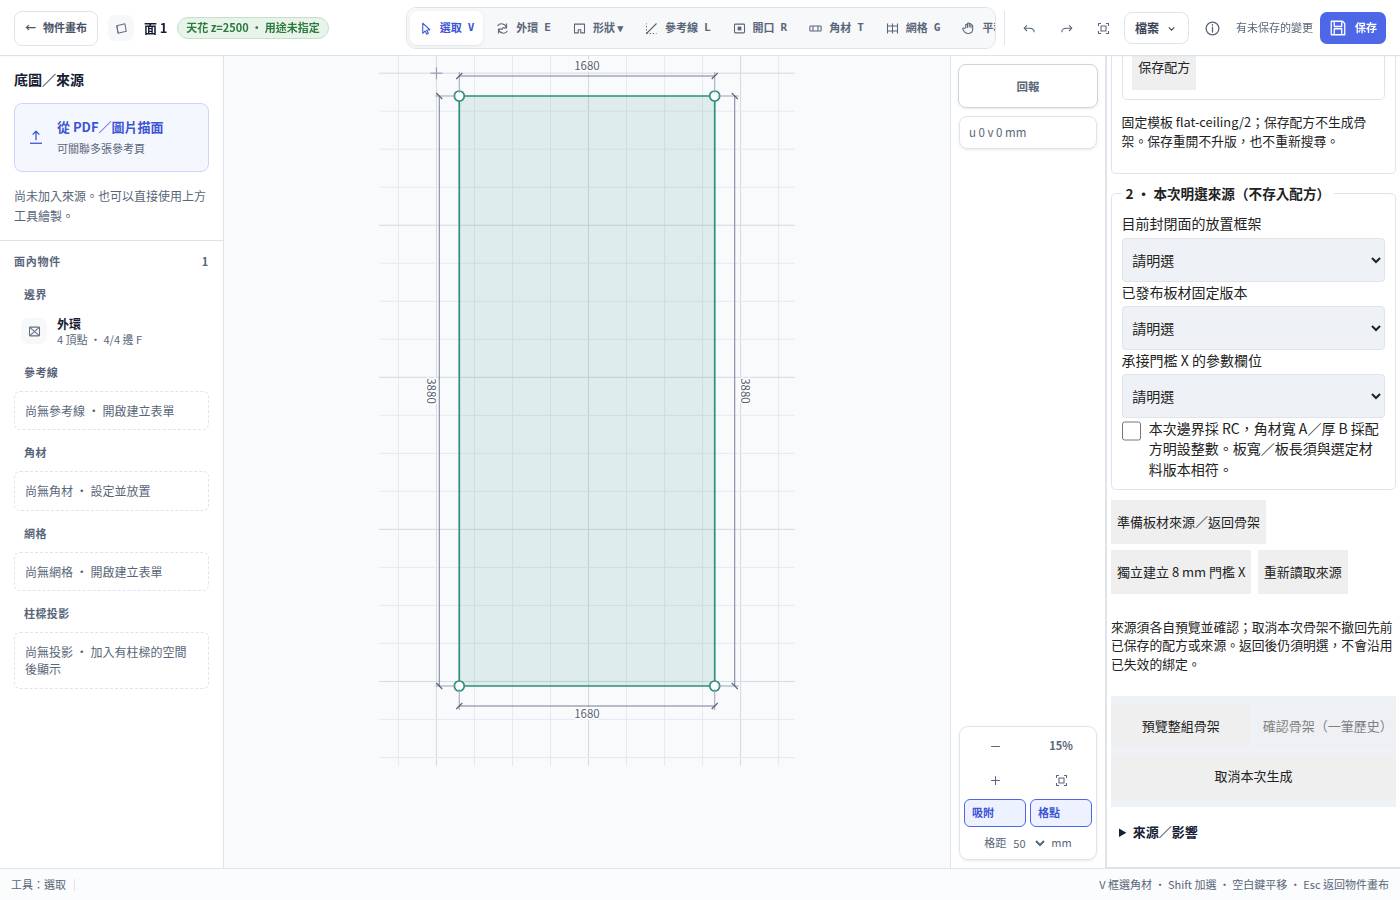 ← 物件畫布
面 1
天花 z=2500・用途未指定
選取 V
外環 E
形狀▾
參考線 L
開口 R
角材 T
網格 G
檔案
有未保存的變更
保存
底圖／來源
從 PDF／圖片描面
可關聯多張參考頁
尚未加入來源。也可以直接使用上方
工具繪製。
面內物件 1
邊界
外環
4 頂點・4/4 邊 F
參考線
尚無參考線・開啟建立表單
角材
尚無角材・設定並放置
網格
尚無網格・開啟建立表單
柱樑投影
尚無投影・加入有柱樑的空間
後顯示
1680
3880
3880
1680
回報
u 0 v 0 mm
－ 15%
＋
吸附 格點
格距 50 mm
保存配方
固定模板 flat-ceiling/2；保存配方不生成骨
架。保存重開不升版，也不重新搜尋。
2・本次明選來源（不存入配方）
目前封閉面的放置框架
請明選
已發布板材固定版本
請明選
承接門檻 X 的參數欄位
請明選
本次邊界採 RC，角材寬 A／厚 B 採配
方明設整數。板寬／板長須與選定材
料版本相符。
準備板材來源／返回骨架
獨立建立 8 mm 門檻 X 重新讀取來源
來源須各自預覽並確認；取消本次骨架不撤回先前
已保存的配方或來源。返回後仍須明選，不會沿用
已失效的綁定。
預覽整組骨架 確認骨架（一筆歷史）
取消本次生成
▶ 來源／影響
工具：選取
V 框選角材・Shift 加選・空白鍵平移・Esc 返回物件畫布